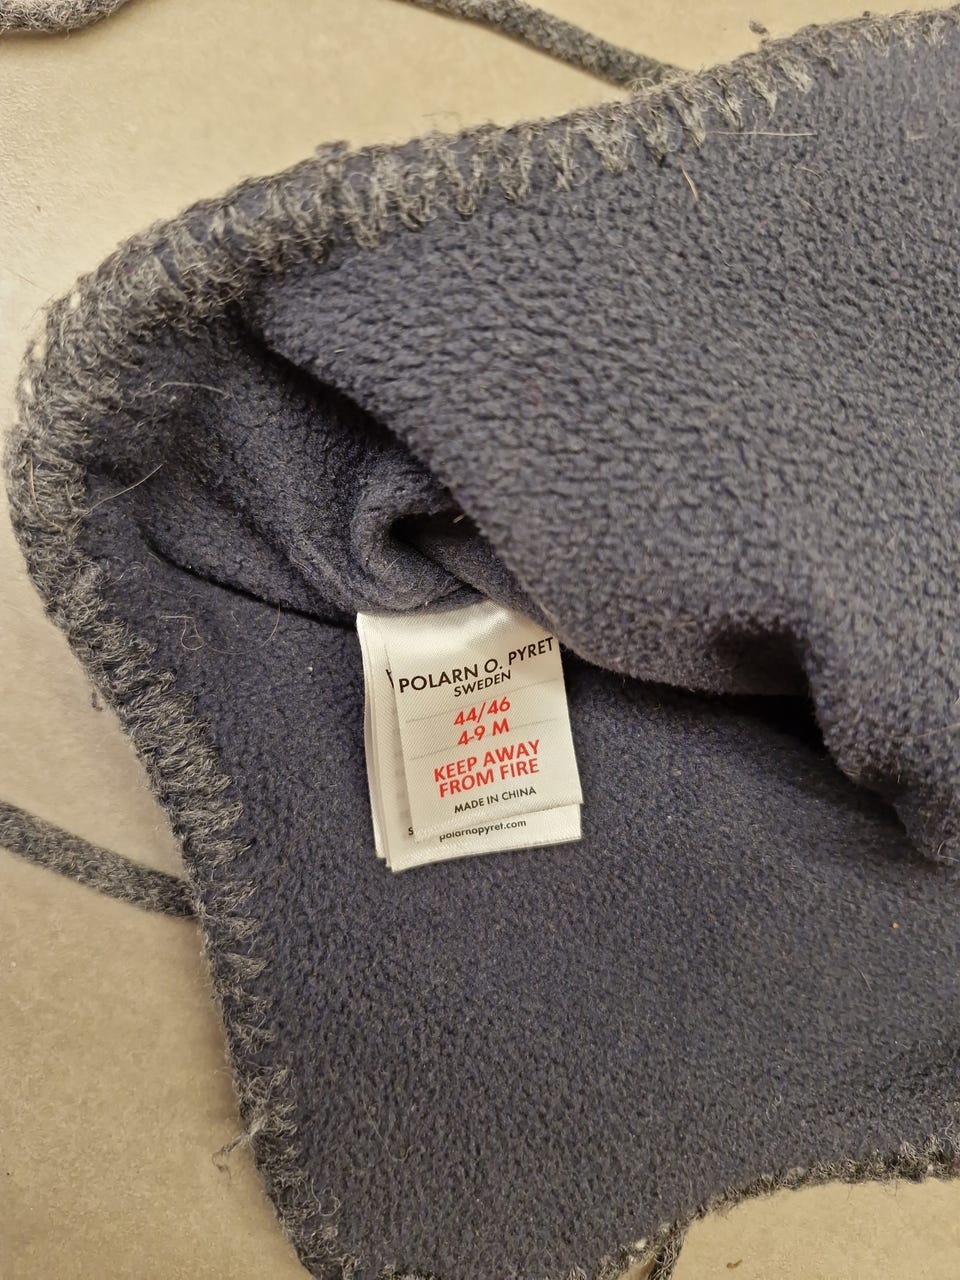 POLARN O. PYRET
SWEDEN
44/46
4-9 M
KEEP AWAY
FROM FIRE
MADE IN CHINA
polarnopyret.com